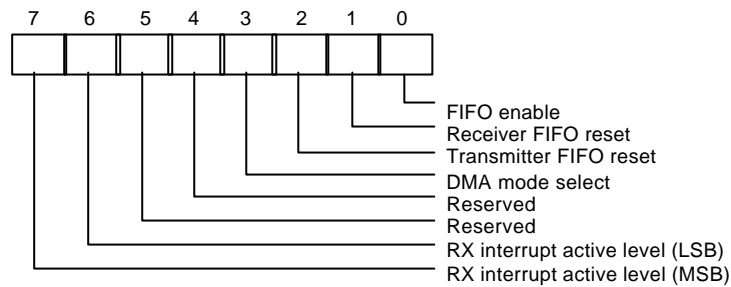 7 6 5 4 3 2 1 0
FIFO enable
Receiver FIFO reset
Transmitter FIFO reset
DMA mode select
Reserved
Reserved
RX interrupt active level (LSB)
RX interrupt active level (MSB)